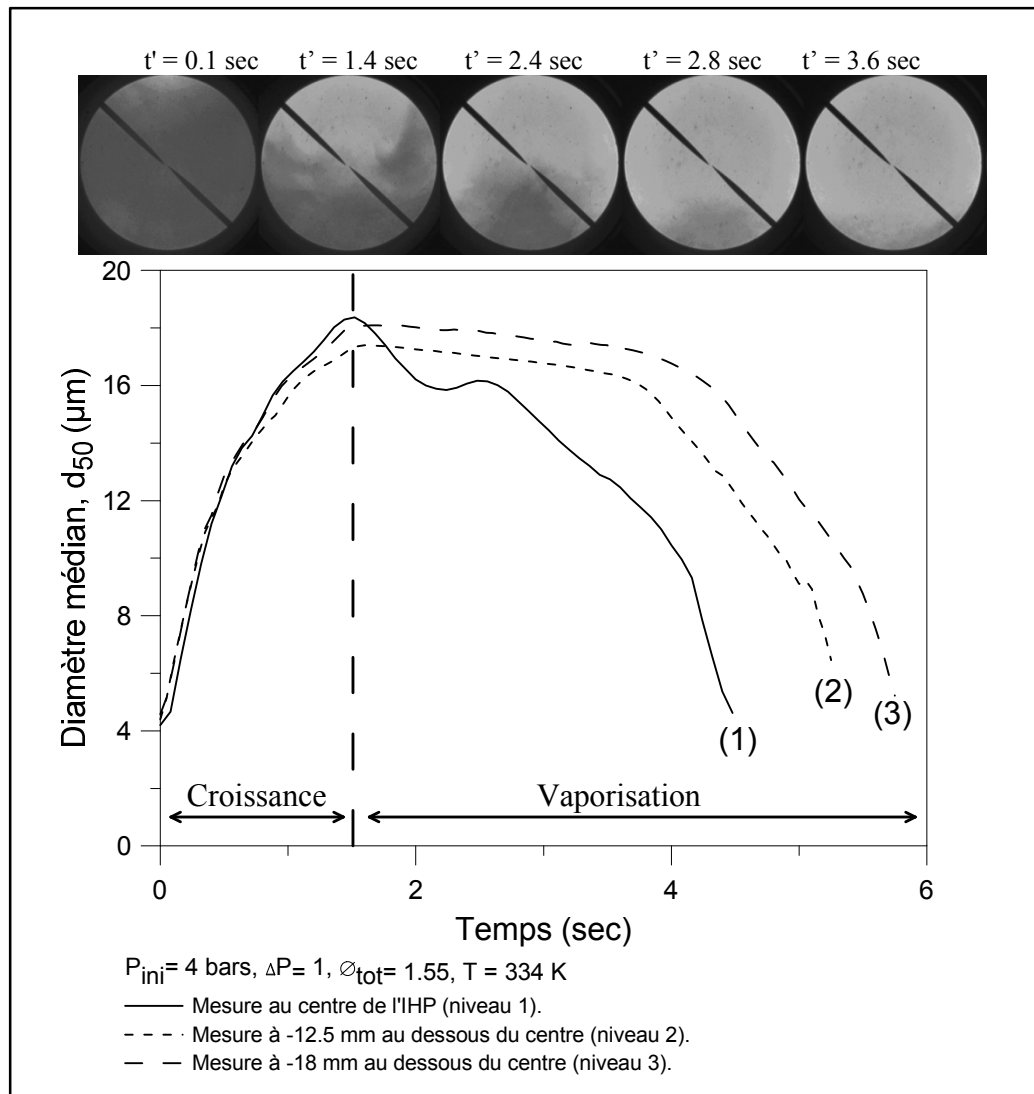 t' = 0.1 sec t' = 1.4 sec t' = 2.4 sec t' = 2.8 sec t' = 3.6 sec
20
16
12
8
4
0
Diamètre médian, d50 (µm)
(1)
(2)
(3)
Croissance
Vaporisation
0 2 4 6
Temps (sec)
Pini= 4 bars, ΔP= 1, ∅tot= 1.55, T = 334 K
Mesure au centre de l'IHP (niveau 1).
Mesure à -12.5 mm au dessous du centre (niveau 2).
Mesure à -18 mm au dessous du centre (niveau 3).